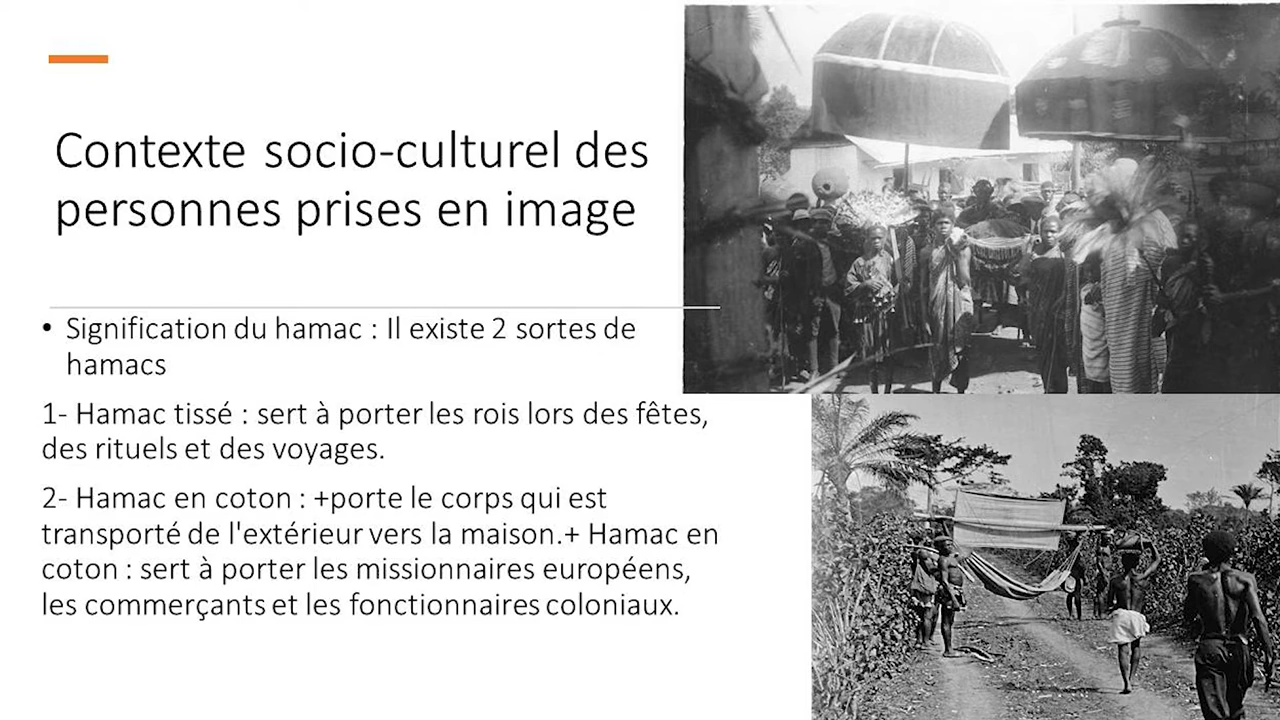 Contexte socio-culturel des
personnes prises en image
• Signification du hamac : Il existe 2 sortes de
hamacs
1- Hamac tissé : sert à porter les rois lors des fêtes,
des rituels et des voyages.
2- Hamac en coton : +porte le corps qui est
transporté de l'extérieur vers la maison.+ Hamac en
coton : sert à porter les missionnaires européens,
les commerçants et les fonctionnaires coloniaux.